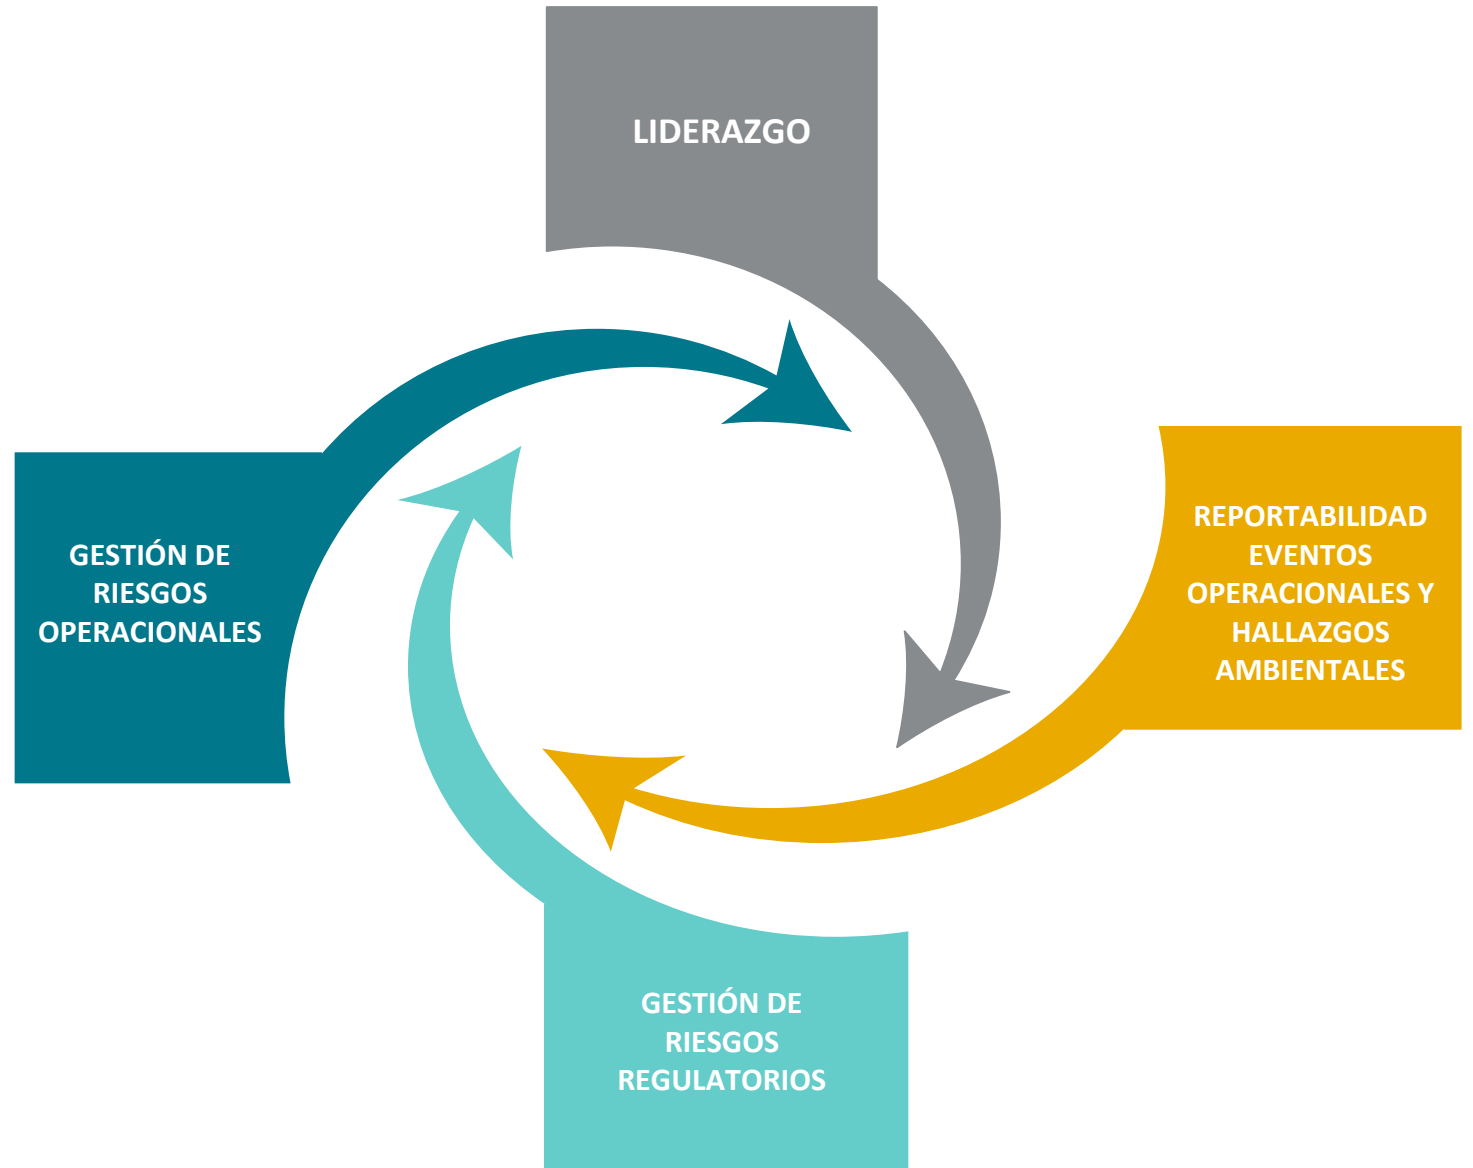 LIDERAZGO
REPORTABILIDAD
EVENTOS
OPERACIONALES Y
HALLAZGOS
AMBIENTALES
GESTIÓN DE
RIESGOS
OPERACIONALES
GESTIÓN DE
RIESGOS
REGULATORIOS